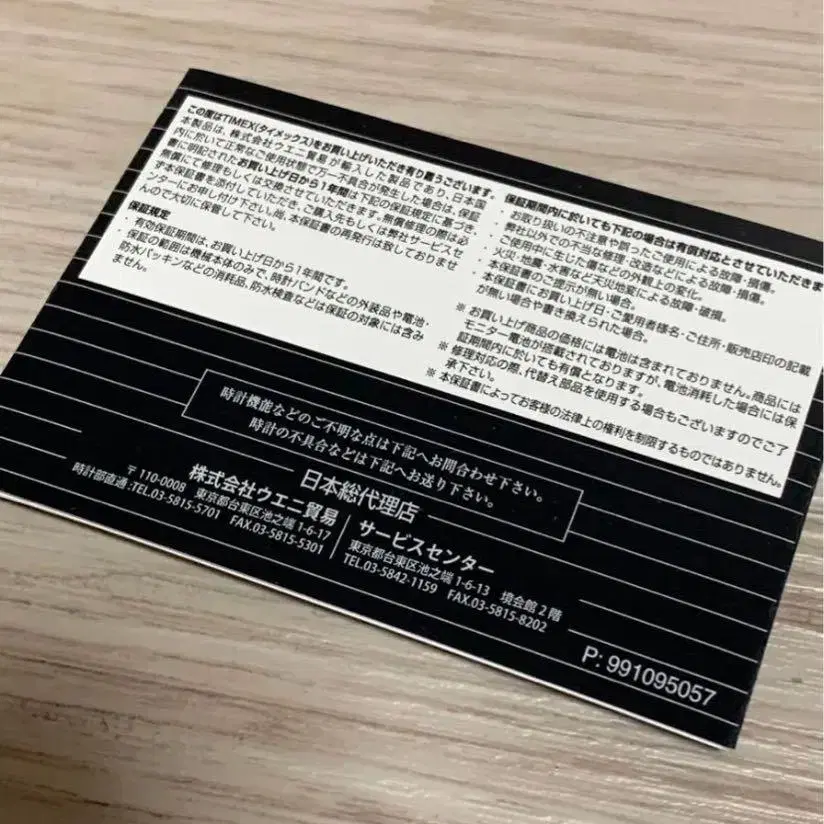 この度はTIMEX(タイメックス)をお買い上げいただき有り難うございます。
本製品は、株式会社ウエニ貿易が輸入した製品であり、日本国
内に於いて正常なご使用状態で万一不具合が発生した場合は、保証
書に明記されたお買い上げ日から1年間は下記の保証規定に基づき、
無償にて修理もしくは交換させていただきます。無償修理の際は必
ず本保証書を添付していただき、ご購入先もしくは弊社サービスセ
ンターにお申し付け下さい。尚、本保証書の再発行は致しておりませ
んので大切に保管して下さい。
保証規定
・有効保証期間は、お買い上げ日から1年間です。
・保証の範囲は機械本体のみで、時計バンドなどの外装品や電池・
防水パッキンなどの消耗品、防水検査などは保証の対象には含み
ません。
保証期間内に於いても下記の場合は有償対応とさせていただきま
・お取り扱いの不注意や誤ったご使用による故障・損傷。
・弊社以外での不当な修理・改造などによる故障・損傷。
・ご使用中に生じた傷などの外観上の変化。
・火災・地震・水害など天災地変による故障・破損。
・本保証書のご提示が無い場合。
・本保証書にお買い上げ日・ご愛用者様名・ご住所・販売店印の記載
が無い場合や書き換えられた場合。
※ お買い上げ商品の価格には電池は含まれておりません。商品には
モニター電池が搭載されておりますが、電池消耗した場合には保
証期間内に於いても有償となります。
※ 修理対応の際、代替え部品を使用する場合もございますのでご了
承下さい。
※ 本保証書によってお客様の法律上の権利を制限するものではありません。
時計機能などのご不明な点は下記へお問合わせ下さい。
時計の不具合などは下記へお送り下さい。
日本総代理店
株式会社ウエニ貿易
〒110-0008 東京都台東区池之端1-6-17
時計部直通:TEL.03-5815-5701 FAX.03-5815-5301
サービスセンター
東京都台東区池之端1-6-13 境会館2階
TEL.03-5842-1159 FAX.03-5815-8202
P: 991095057